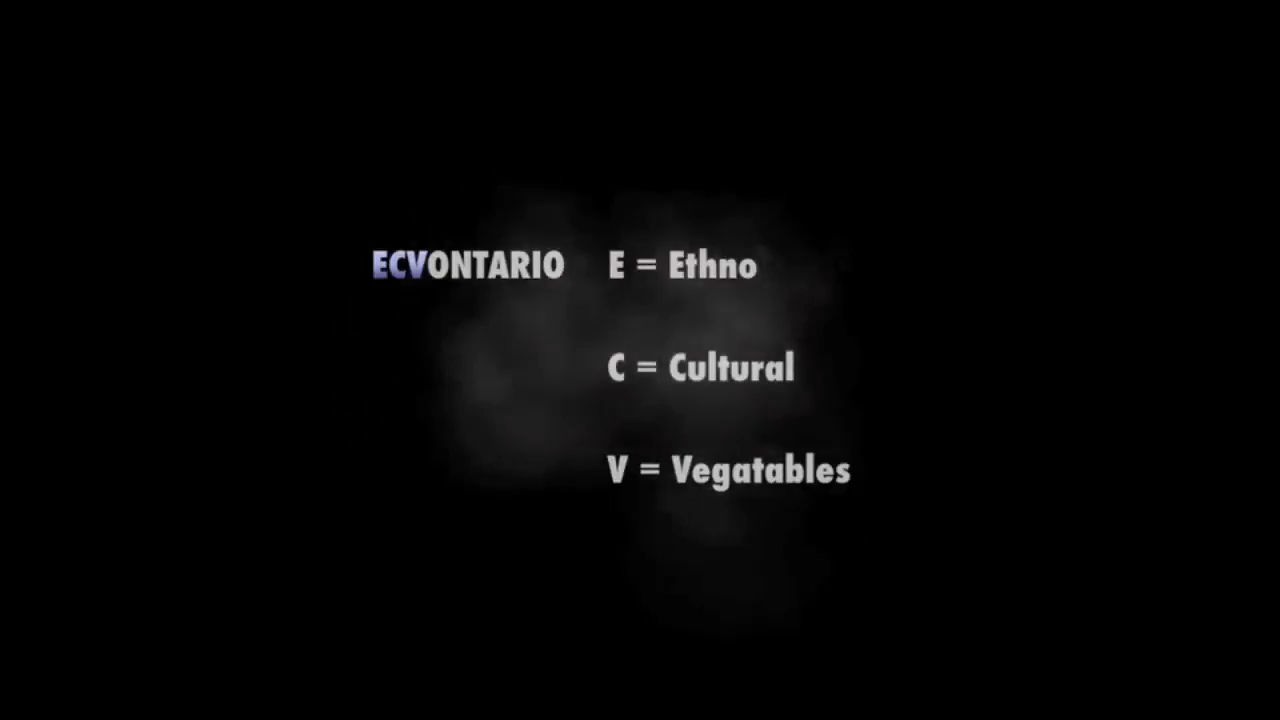 ECVONTARIO E = Ethno
C = Cultural
V = Vegatables